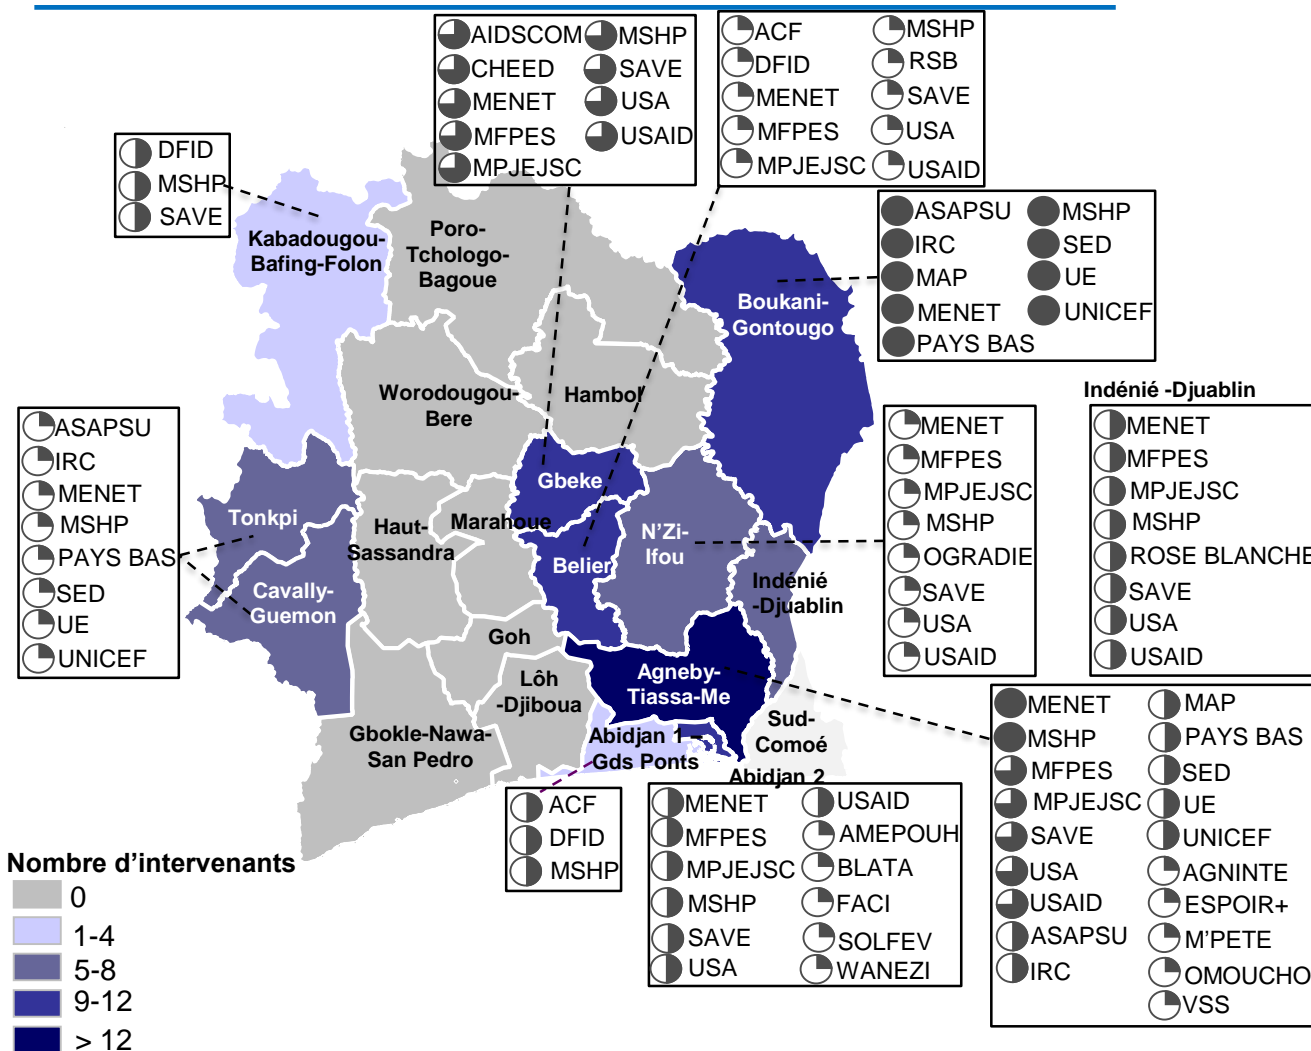 AIDSCOM
CHEED
MENET
MFPES
MPJEJSC
MSHP
SAVE
USA
USAID
ACF
DFID
MENET
MFPES
MPJEJSC
MSHP
RSB
SAVE
USA
USAID
DFID
MSHP
SAVE
ASAPSU
IRC
MAP
MENET
PAYS BAS
MSHP
SED
UE
UNICEF
Kabadougou-
Bafing-Folon
Poro-
Tchologo-
Bagoue
Boukani-
Gontougo
Worodougou-
Bere
Hambol
Gbeke
Tonkpi
Haut-
Sassandra
Marahoue
Belier
N'Zi-
Ifou
Indénié
-Djuablin
Cavally-
Guemon
Goh
Lôh
-Djiboua
Agneby-
Tiassa-Me
Gbokle-Nawa-
San Pedro
Abidjan 1 –
Gds Ponts
Sud-
Comoé
Abidjan 2
ASAPSU
IRC
MENET
MSHP
PAYS BAS
SED
UE
UNICEF
MENET
MFPES
MPJEJSC
MSHP
OGRADIE
SAVE
USA
USAID
Indénié -Djuablin
MENET
MFPES
MPJEJSC
MSHP
ROSE BLANCHE
SAVE
USA
USAID
ACF
DFID
MSHP
MENET
MFPES
MPJEJSC
MSHP
SAVE
USA
USAID
AMEPOUH
BLATA
FACI
SOLFEV
WANEZI
MENET
MSHP
MFPES
MPJEJSC
SAVE
USA
USAID
ASAPSU
IRC
MAP
PAYS BAS
SED
UE
UNICEF
AGNINTE
ESPOIR+
M'PETE
OMOUCHO
VSS
Nombre d'intervenants
0
1-4
5-8
9-12
> 12